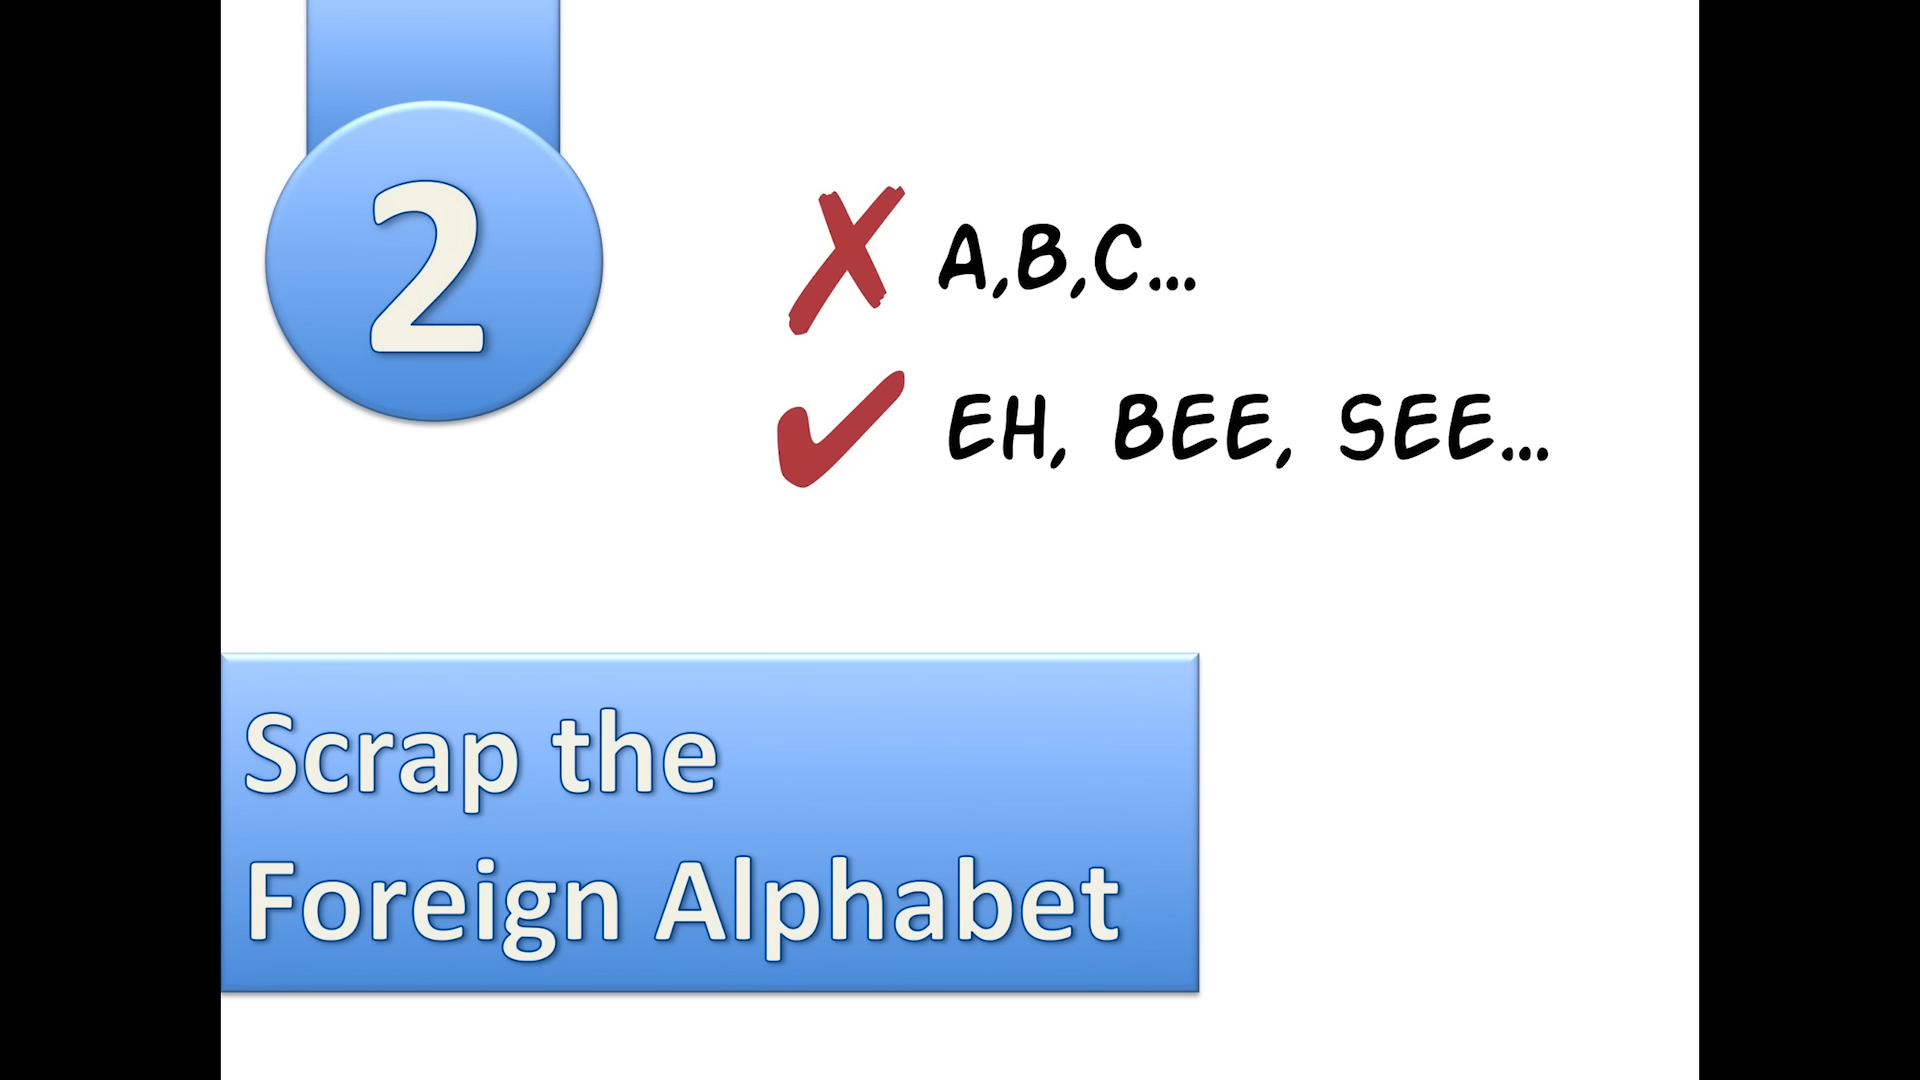 2
A,B,C...
EH, BEE, SEE...
Scrap the
Foreign Alphabet